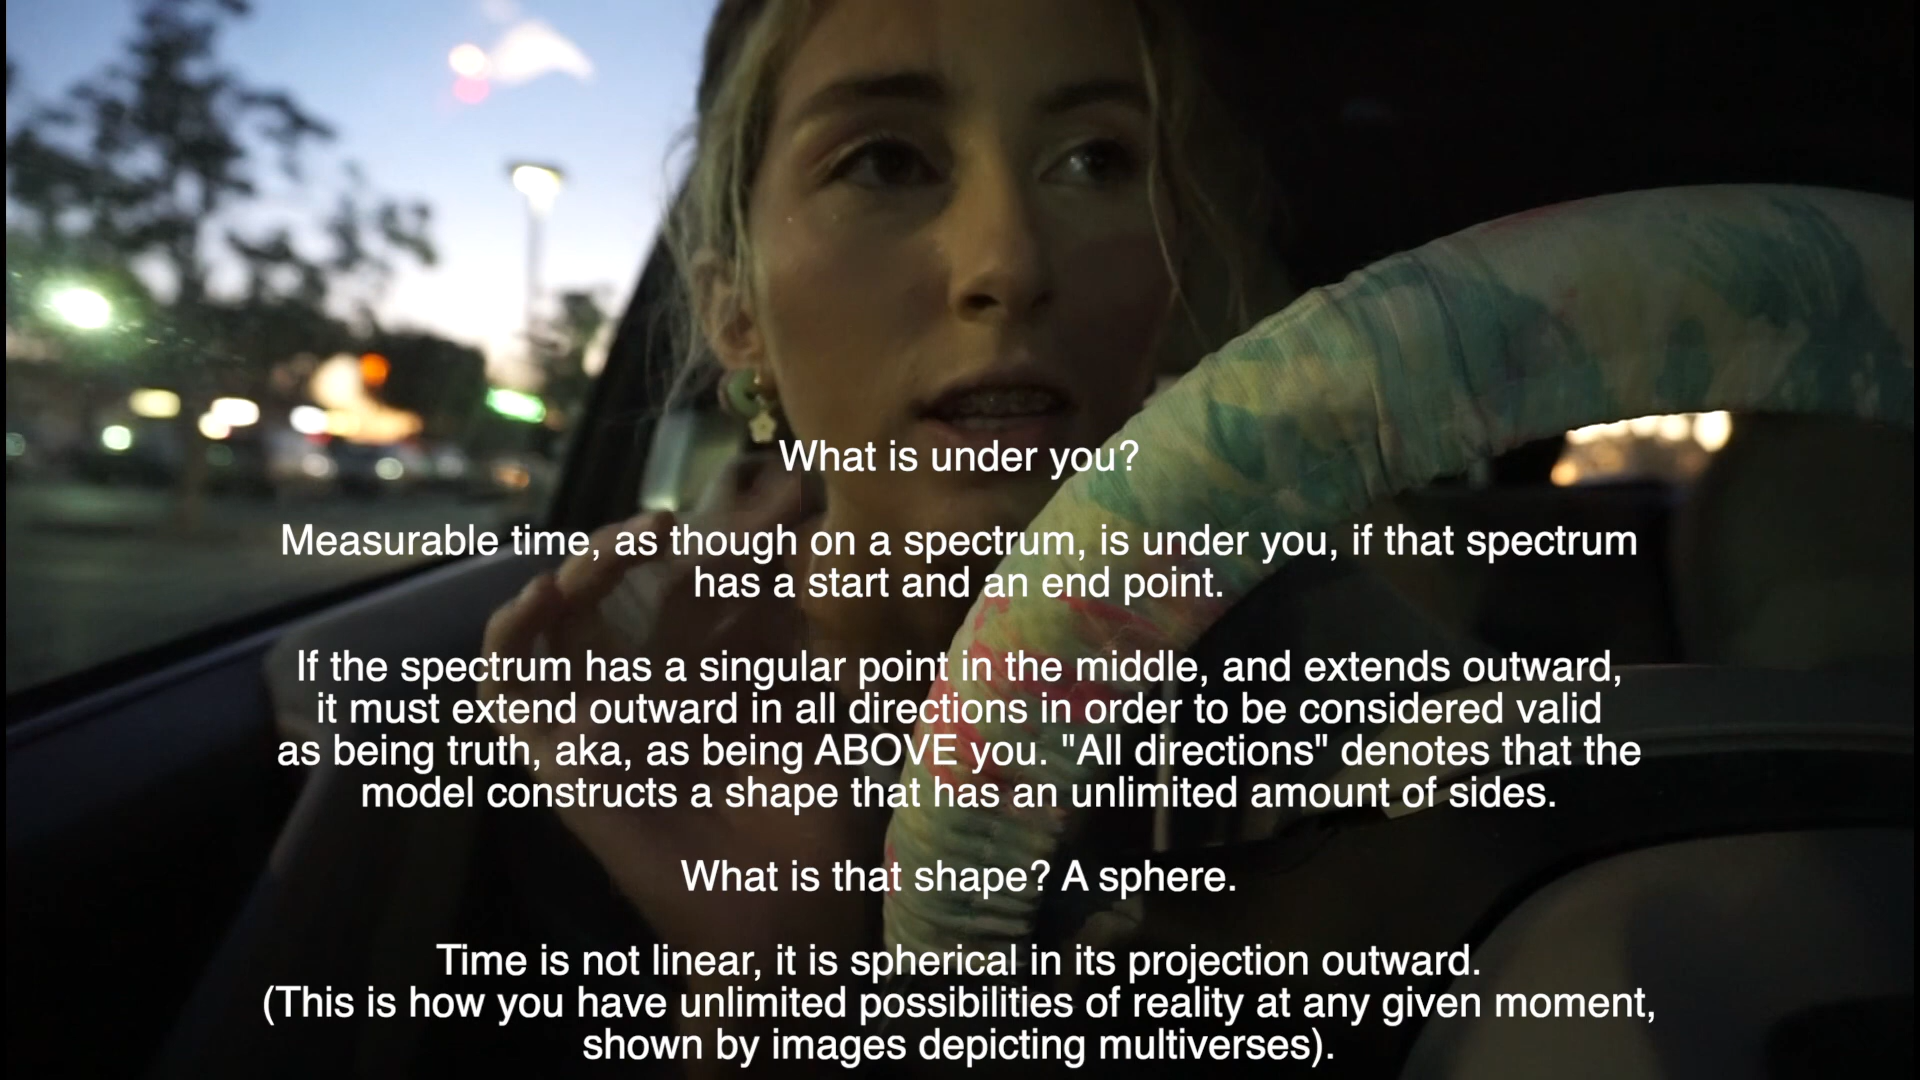 What is under you?
Measurable time, as though on a spectrum, is under you, if that spectrum
has a start and an end point.
If the spectrum has a singular point in the middle, and extends outward,
it must extend outward in all directions in order to be considered valid
as being truth, aka, as being ABOVE you. "All directions" denotes that the
model constructs a shape that has an unlimited amount of sides.
What is that shape? A sphere.
Time is not linear, it is spherical in its projection outward.
(This is how you have unlimited possibilities of reality at any given moment,
shown by images depicting multiverses).